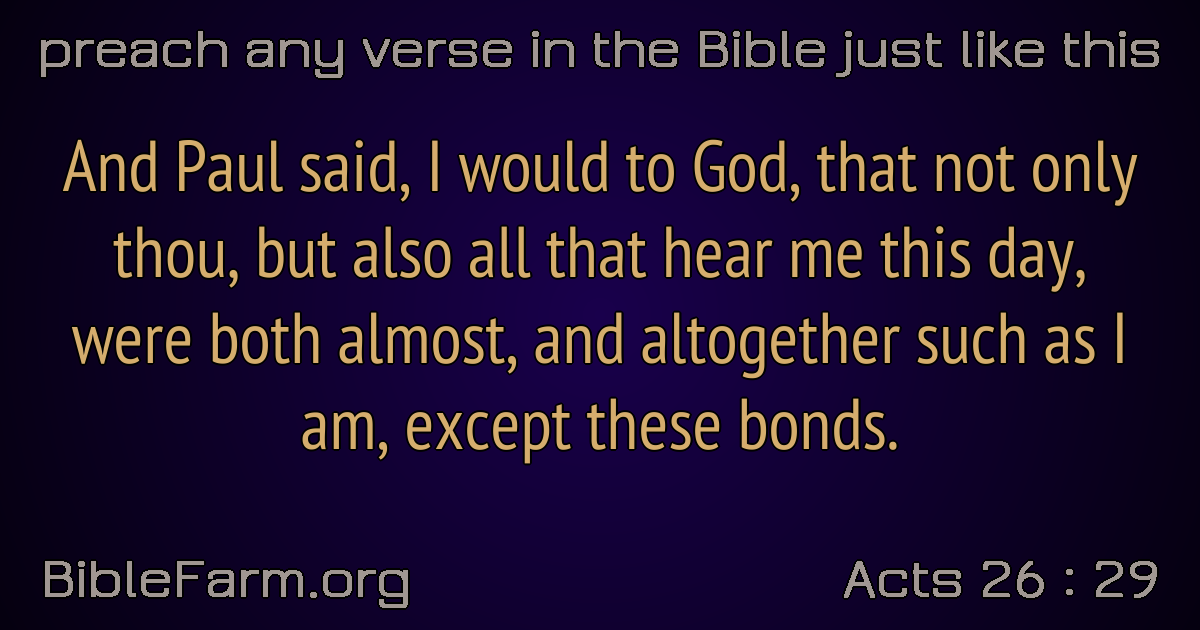 preach any verse in the Bible just like this
And Paul said, I would to God, that not only
thou, but also all that hear me this day,
were both almost, and altogether such as I
am, except these bonds.
BibleFarm.org
Acts 26 : 29